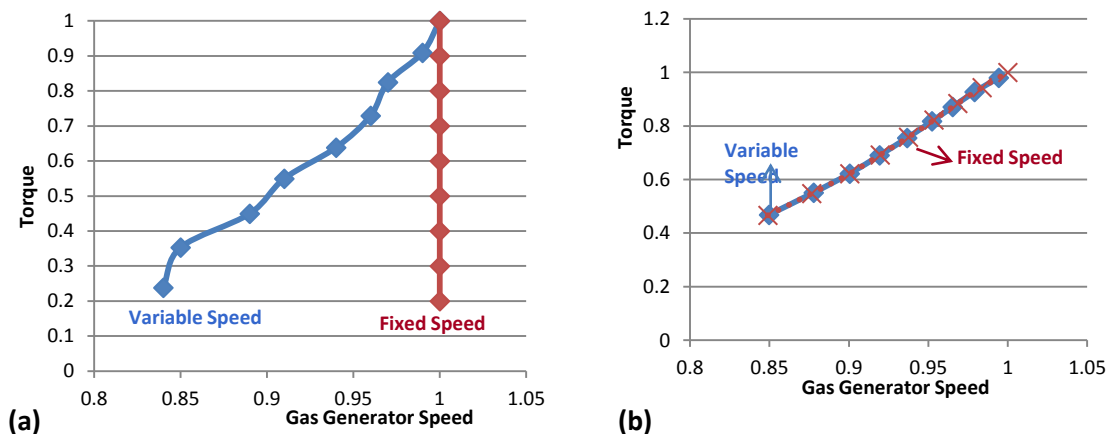 1
0.9
0.8
0.7
0.6
0.5
0.4
0.3
0.2
0.1
0
Torque
Variable Speed
Fixed Speed
0.8 0.85 0.9 0.95 1 1.05
Gas Generator Speed
(a)
1.2
1
0.8
0.6
0.4
0.2
0
Torque
Variable
Speed
Fixed Speed
0.8 0.85 0.9 0.95 1 1.05
Gas Generator Speed
(b)